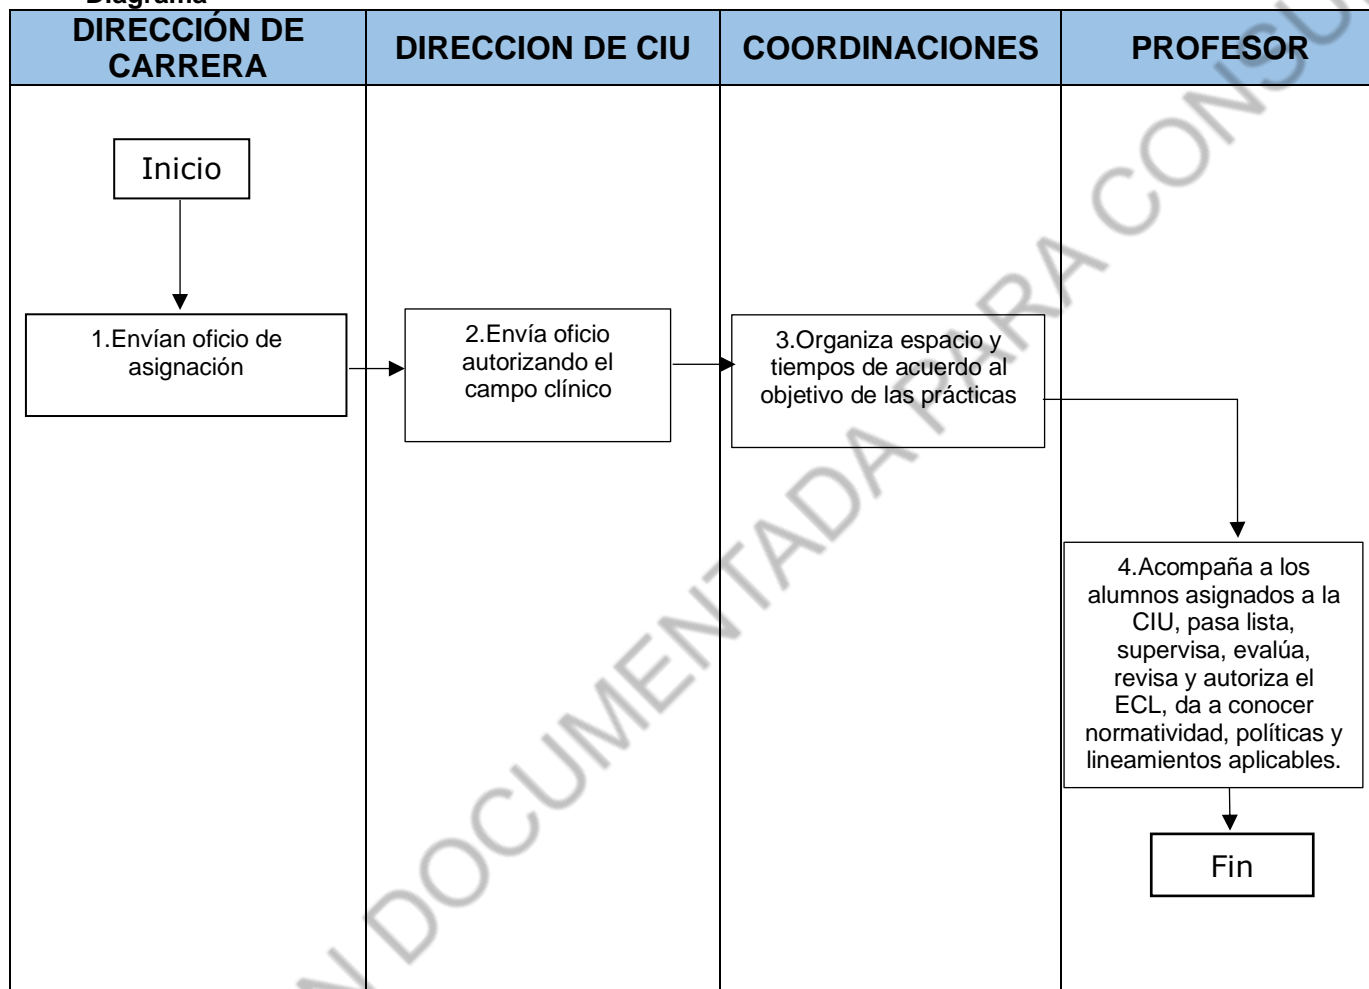 Diagrama
DIRECCIÓN DE
CARRERA
DIRECCION DE CIU
COORDINACIONES
PROFESOR
Inicio
1.Envían oficio de
asignación
2.Envía oficio
autorizando el
campo clínico
3.Organiza espacio y
tiempos de acuerdo al
objetivo de las prácticas
4.Acompaña a los
alumnos asignados a la
CIU, pasa lista,
supervisa, evalúa,
revisa y autoriza el
ECL, da a conocer
normatividad, políticas y
lineamientos aplicables.
Fin
DOCUMENTADA PARA